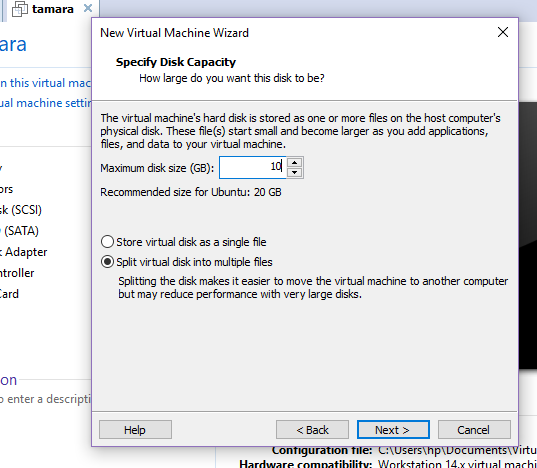 tamara
New Virtual Machine Wizard
ara
Specify Disk Capacity
How large do you want this disk to be?
n this virtual mac
ual machine settin
The virtual machine's hard disk is stored as one or more files on the host computer's
physical disk. These file(s) start small and become larger as you add applications,
files, and data to your virtual machine.
Maximum disk size (GB): 10
Recommended size for Ubuntu: 20 GB
ors
sk (SCSI)
(SATA)
k Adapter
ntroller
Card
Store virtual disk as a single file
Split virtual disk into multiple files
Splitting the disk makes it easier to move the virtual machine to another computer
but may reduce performance with very large disks.
on
o enter a descripti
Help
< Back
Next >
Cancel
Configuration file: C:\Users\hp\Documents\Virtu
Hardware compatibility: Workstation 14.x virtual machin